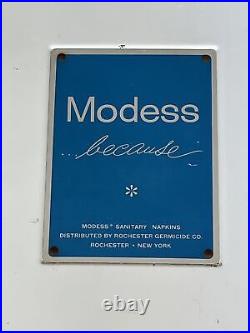 Modess
...because
*
MODESS® SANITARY NAPKINS
DISTRIBUTED BY ROCHESTER GERMICIDE CO.
ROCHESTER • NEW YORK